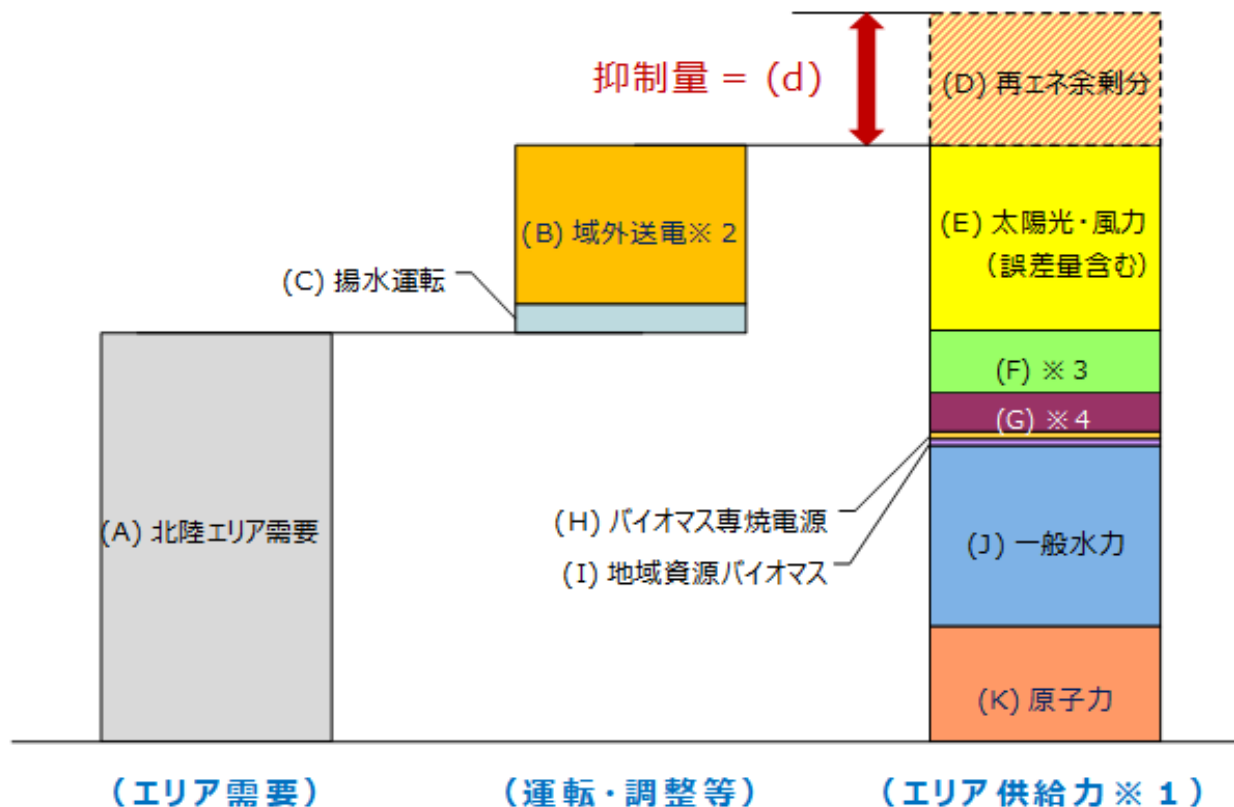 抑制量 = (d)
(D) 再エネ余剰分
(B) 域外送電※2
(C) 揚水運転
(E) 太陽光・風力
(誤差量含む)
(F) ※3
(G) ※4
(A) 北陸エリア需要
(H) バイオマス専焼電源
(I) 地域資源バイオマス
(J) 一般水力
(K) 原子力
(エリア需要)
(運転・調整等)
(エリア供給力※1)